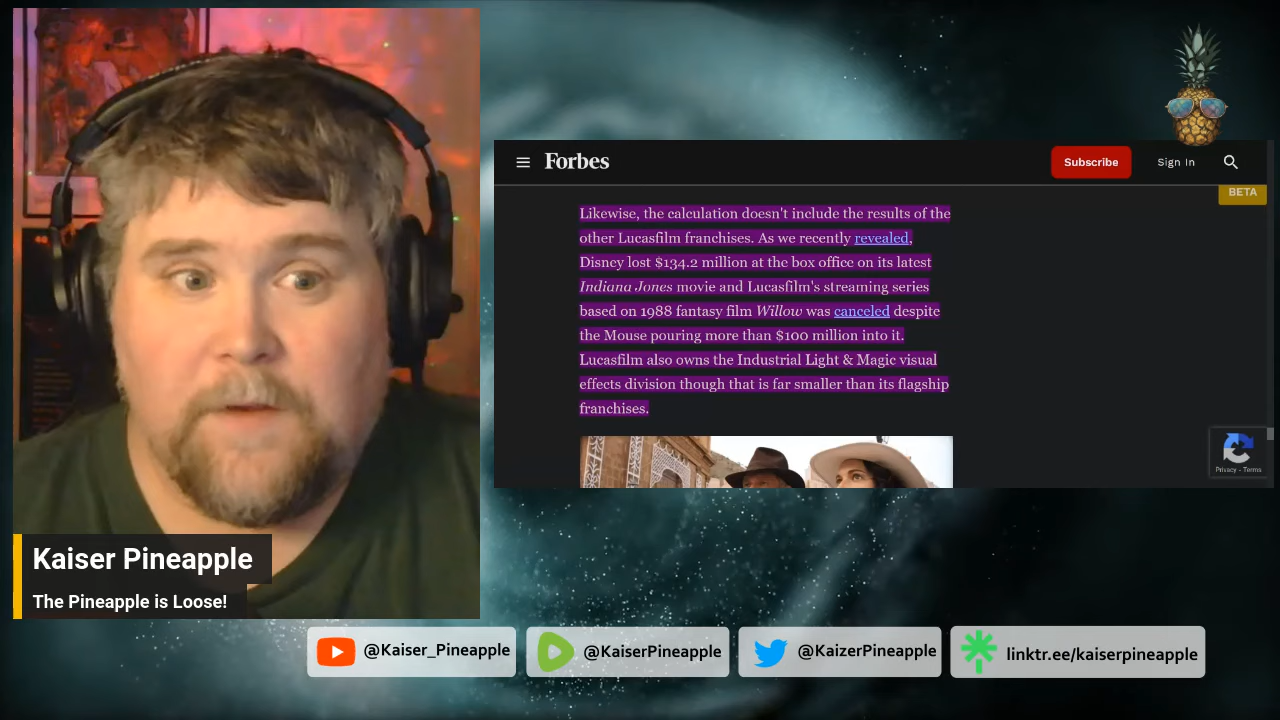 Forbes
Subscribe
Sign In
BETA
Likewise, the calculation doesn't include the results of the
other Lucasfilm franchises. As we recently revealed,
Disney lost $134.2 million at the box office on its latest
Indiana Jones movie and Lucasfilm's streaming series
based on 1988 fantasy film Willow was canceled despite
the Mouse pouring more than $100 million into it.
Lucasfilm also owns the Industrial Light & Magic visual
effects division though that is far smaller than its flagship
franchises.
Privacy - Terms
Kaiser Pineapple
The Pineapple is Loose!
@Kaiser_Pineapple
@KaiserPineapple
@KaizerPineapple
linktr.ee/kaiserpineapple